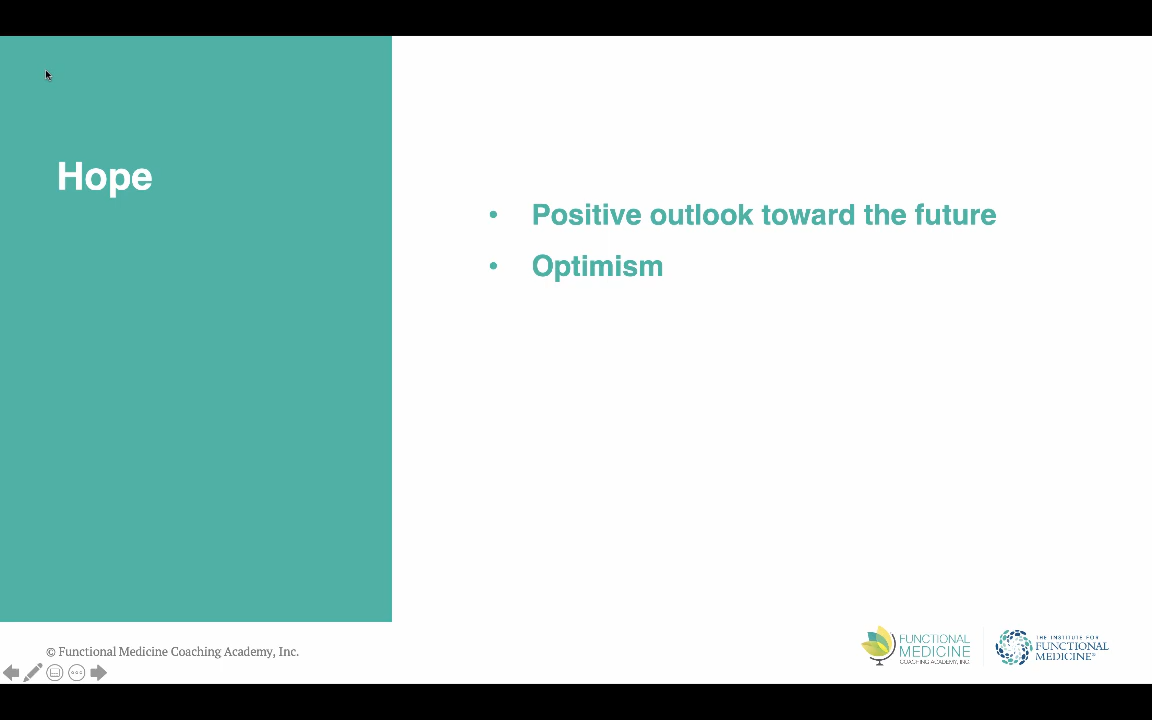 Hope
• Positive outlook toward the future
• Optimism
© Functional Medicine Coaching Academy, Inc.
FUNCTIONAL
MEDICINE
COACHING ACADEMY, INC.
THE INSTITUTE FOR
FUNCTIONAL
MEDICINE